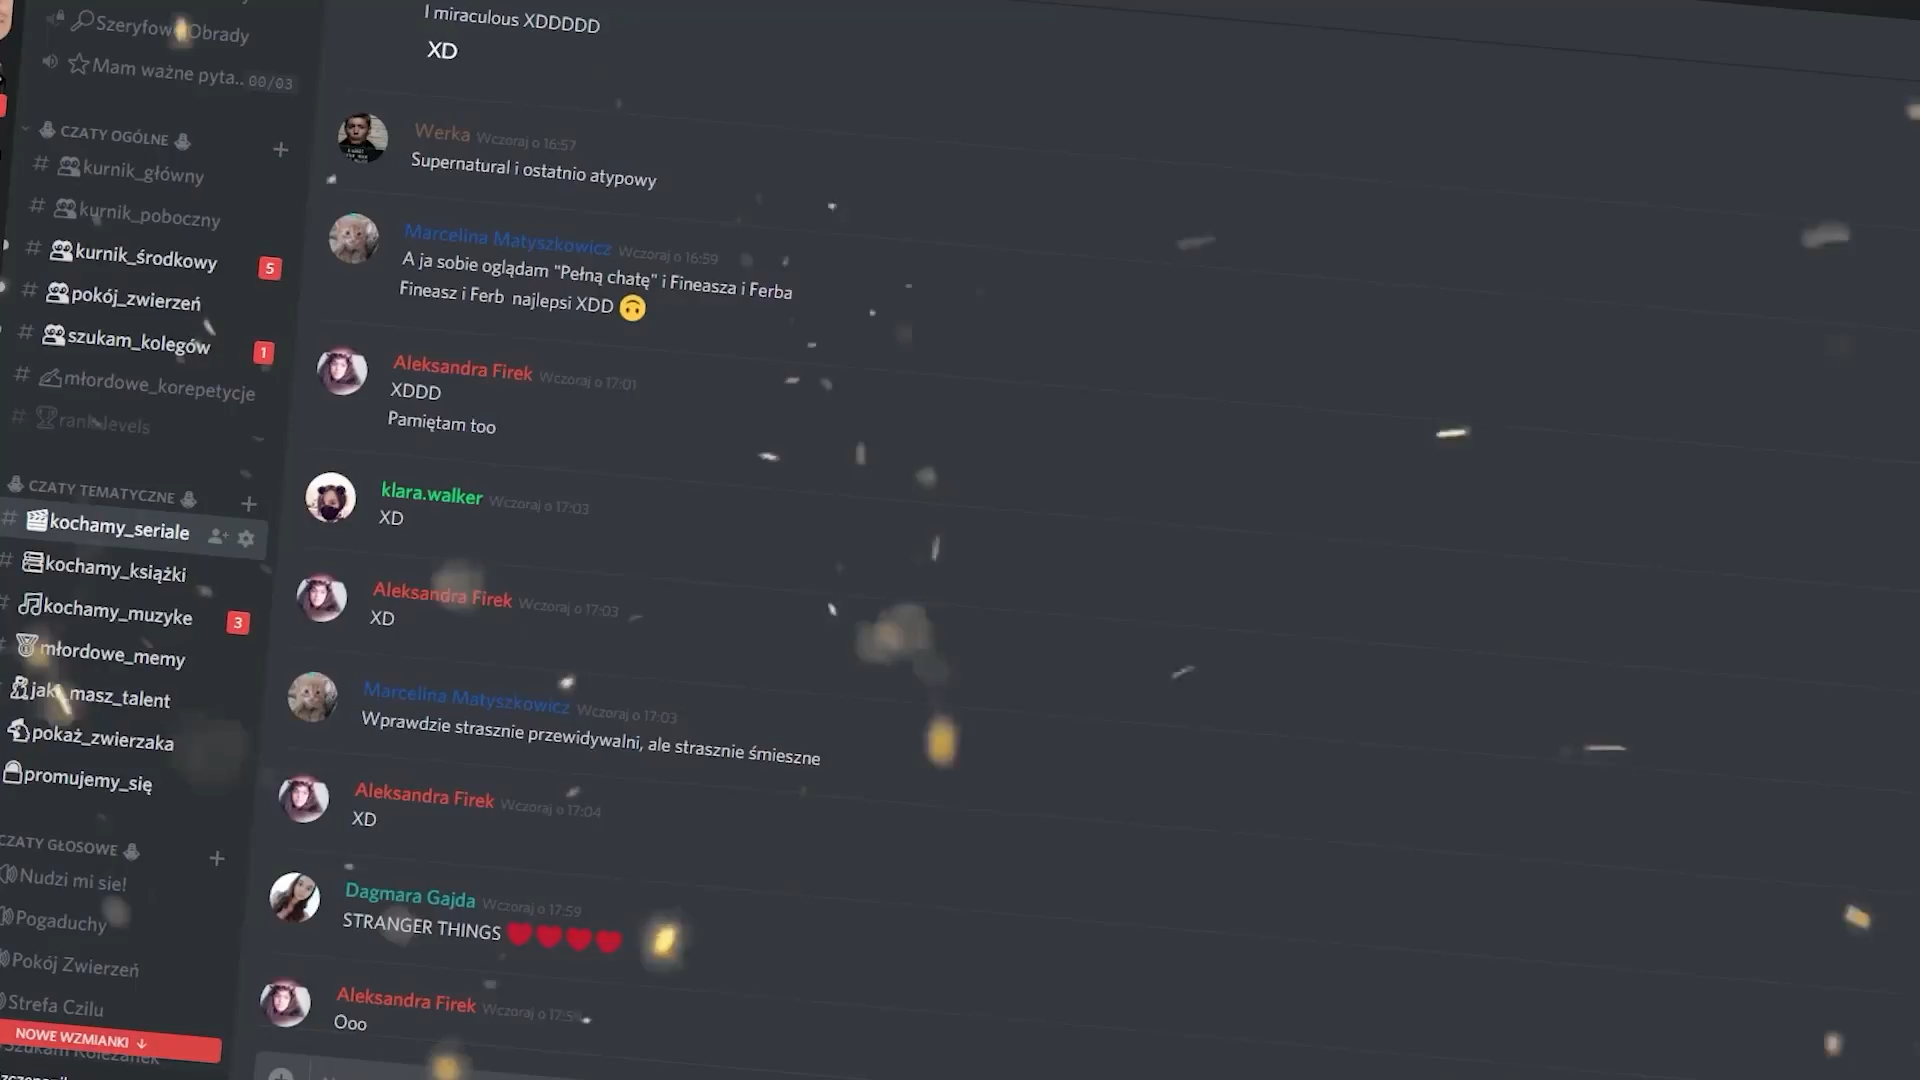 Szeryfowe Obrady
Mam ważne pyta.. 00/03
CZATY OGÓLNE
kurnik_główny
kurnik_poboczny
kurnik_środkowy 5
pokój_zwierzeń
szukam_kolegów 1
młordowe_korepetycje
rank-levels
CZATY TEMATYCZNE
kochamy_seriale
kochamy_książki
kochamy_muzyke 3
młordowe_memy
jaki_masz_talent
pokaż_zwierzaka
promujemy_się
CZATY GŁOSOWE
Nudzi mi sie!
Pogaduchy
Pokój Zwierzeń
Strefa Czilu
NOWE WZMIANKI ↓
I miraculous XDDDDD
XD
Werka Wczoraj o 16:57
Supernatural i ostatnio atypowy
Marcelina Matyszkowicz Wczoraj o 16:59
A ja sobie oglądam "Pełną chatę" i Fineasza i Ferba
Fineasz i Ferb najlepsi XDD 🙃
Aleksandra Firek Wczoraj o 17:01
XDDD
Pamiętam too
klara.walker Wczoraj o 17:03
XD
Aleksandra Firek Wczoraj o 17:03
XD
Marcelina Matyszkowicz Wczoraj o 17:03
Wprawdzie strasznie przewidywalni, ale strasznie śmieszne
Aleksandra Firek Wczoraj o 17:04
XD
Dagmara Gajda Wczoraj o 17:59
STRANGER THINGS ❤❤❤❤
Aleksandra Firek Wczoraj o
Ooo